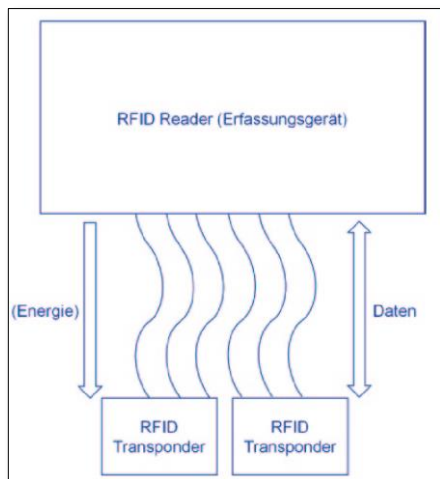 RFID Reader (Erfassungsgerät)
(Energie)
Daten
RFID
Transponder
RFID
Transponder